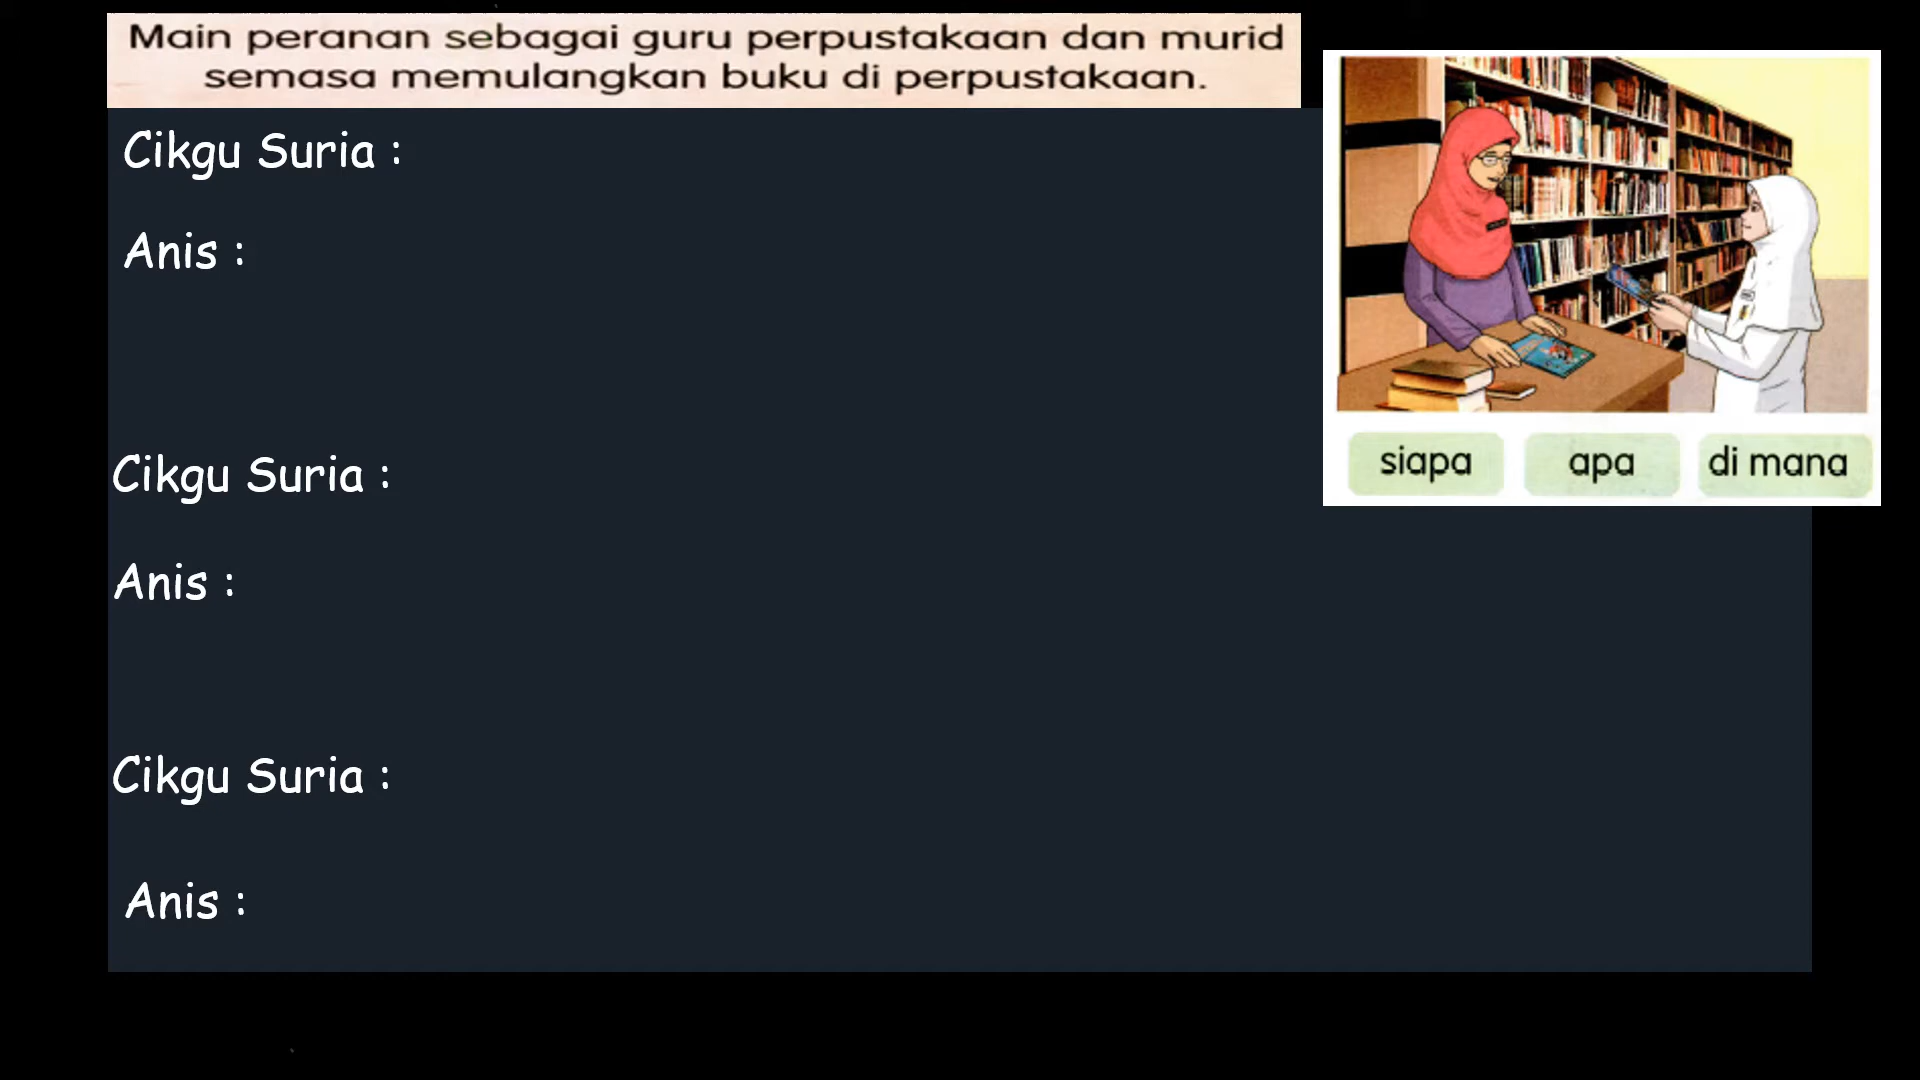 Main peranan sebagai guru perpustakaan dan murid
semasa memulangkan buku di perpustakaan.
Cikgu Suria :
Anis :
Cikgu Suria :
Anis :
Cikgu Suria :
Anis :
siapa
apa
di mana